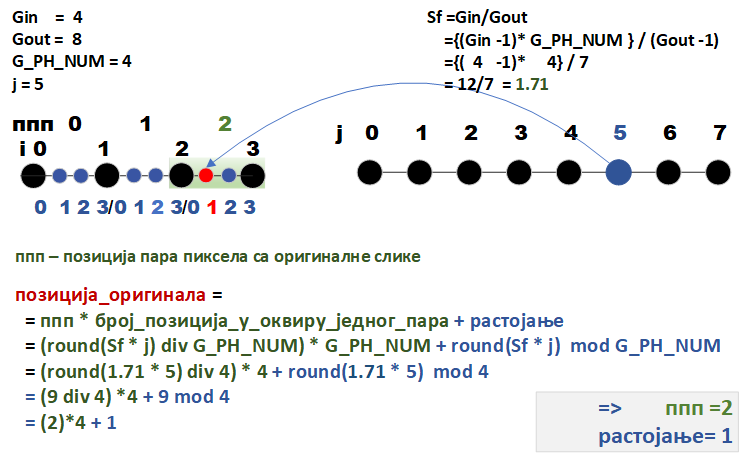 Gin = 4
Gout = 8
G_PH_NUM = 4
j = 5
Sf =Gin/Gout
={(Gin -1)* G_PH_NUM } / (Gout -1)
={( 4 -1)* 4} / 7
= 12/7 = 1.71
ппп 0 1 2
i 0 1 2 3
0 1 2 3/0 1 2 3/0 1 2 3
j 0 1 2 3 4 5 6 7
ппп – позиција пара пиксела са оригиналне слике
позиција_оригинала =
= ппп * број_позиција_у_оквиру_једног_пара + растојање
= (round(Sf * j) div G_PH_NUM) * G_PH_NUM + round(Sf * j) mod G_PH_NUM
= (round(1.71 * 5) div 4) * 4 + round(1.71 * 5) mod 4
= (9 div 4) *4 + 9 mod 4
= (2)*4 + 1
=> ппп =2
растојање= 1